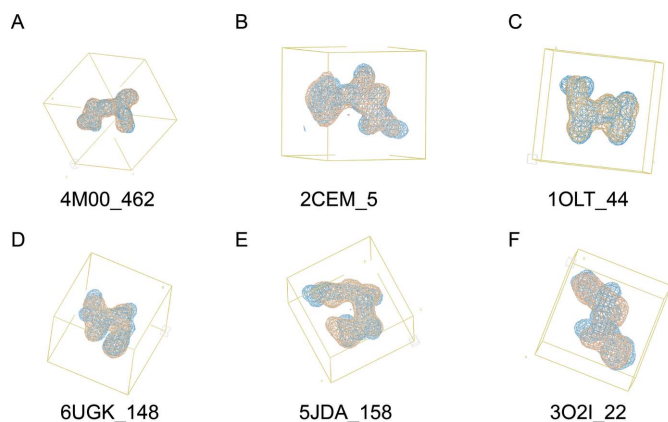 A
B
C
4M00_462
2CEM_5
1OLT_44
D
E
F
6UGK_148
5JDA_158
3O2I_22